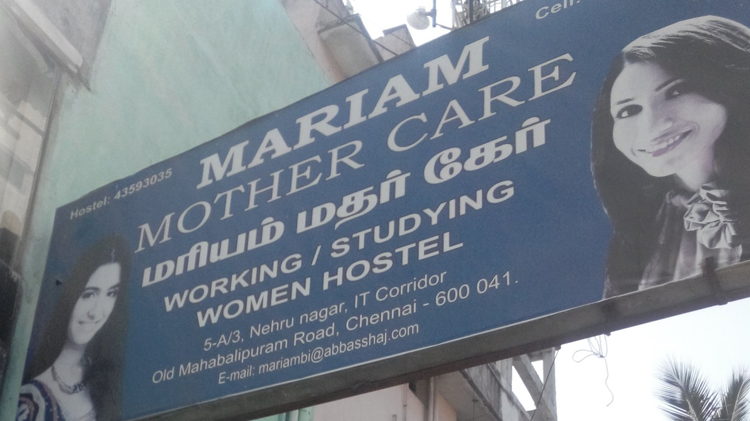 Cell:
Hostel: 43593035
MARIAM
MOTHER CARE
மரியம் மதர் கேர்
WORKING / STUDYING
WOMEN HOSTEL
5-A/3, Nehru nagar, IT Corridor
Old Mahabalipuram Road, Chennai - 600 041.
E-mail: mariambi@abbasshaj.com